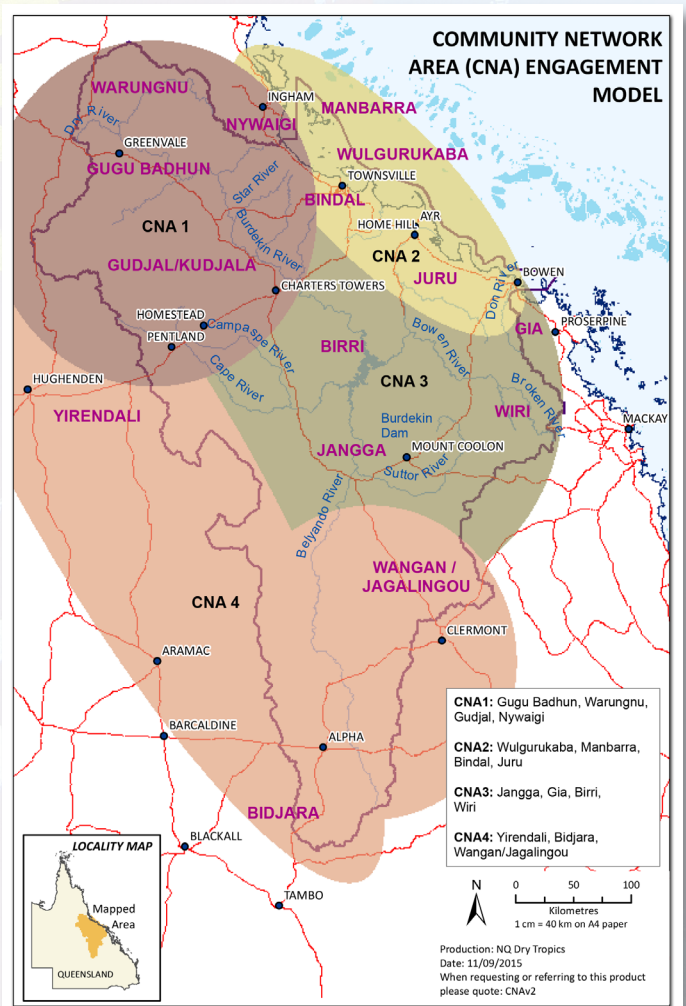 COMMUNITY NETWORK
AREA (CNA) ENGAGEMENT
MODEL
WARUNGNU
INGHAM
MANBARRA
Dry River
NYWAIGI
GREENVALE
WULGURUKABA
GUGU BADHUN
Star River
TOWNSVILLE
BINDAL
CNA 1
Burdekin River
AYR
HOME HILL
CNA 2
GUDJAL/KUDJALA
JURU
Don River
BOWEN
CHARTERS TOWERS
HOMESTEAD
Campaspe River
PENTLAND
GIA
PROSERPINE
BIRRI
Bowen River
Cape River
HUGHENDEN
CNA 3
Broken River
YIRENDALI
WIRI
Burdekin
Dam
MACKAY
JANGGA
MOUNT COOLON
Suttor River
Belyando River
WANGAN /
JAGALINGOU
CNA 4
CLERMONT
ARAMAC
BARCALDINE
ALPHA
BIDJARA
BLACKALL
TAMBO
CNA1: Gugu Badhun, Warungnu,
Gudjal, Nywaigi
CNA2: Wulgurukaba, Manbarra,
Bindal, Juru
CNA3: Jangga, Gia, Birri,
Wiri
CNA4: Yirendali, Bidjara,
Wangan/Jagalingou
LOCALITY MAP
Mapped
Area
QUEENSLAND
N
0 50 100
Kilometres
1 cm = 40 km on A4 paper
Production: NQ Dry Tropics
Date: 11/09/2015
When requesting or referring to this product
please quote: CNAv2